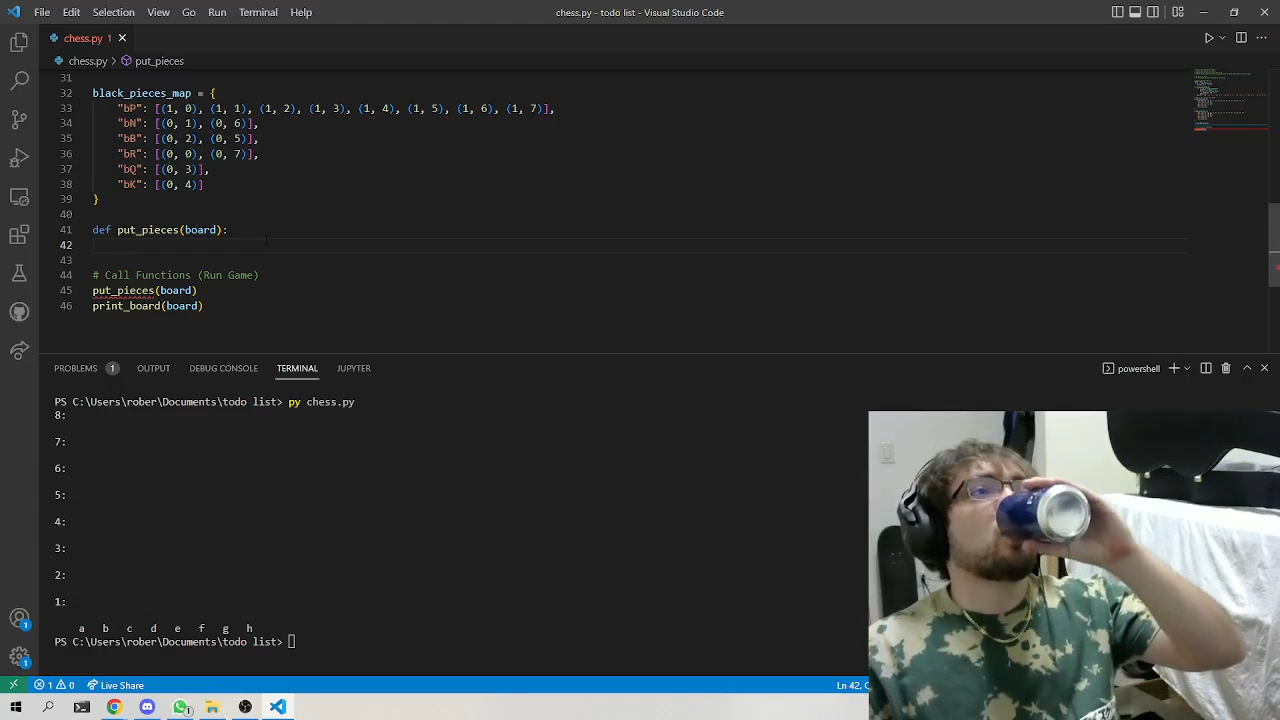 File Edit Selection View Go Run Terminal Help
chess.py - todo list - Visual Studio Code
chess.py 1
chess.py > put_pieces
31
32 black_pieces_map = {
33 "bP": [(1, 0), (1, 1), (1, 2), (1, 3), (1, 4), (1, 5), (1, 6), (1, 7)],
34 "bN": [(0, 1), (0, 6)],
35 "bB": [(0, 2), (0, 5)],
36 "bR": [(0, 0), (0, 7)],
37 "bQ": [(0, 3)],
38 "bK": [(0, 4)]
39 }
40
41 def put_pieces(board):
42
43
44 # Call Functions (Run Game)
45 put_pieces(board)
46 print_board(board)
PROBLEMS 1 OUTPUT DEBUG CONSOLE TERMINAL JUPYTER
powershell
PS C:\Users\rober\Documents\todo list> py chess.py
8:
7:
6:
5:
4:
3:
2:
1:
a b c d e f g h
PS C:\Users\rober\Documents\todo list>
1
1
1 0 Live Share
Ln 42, C
1